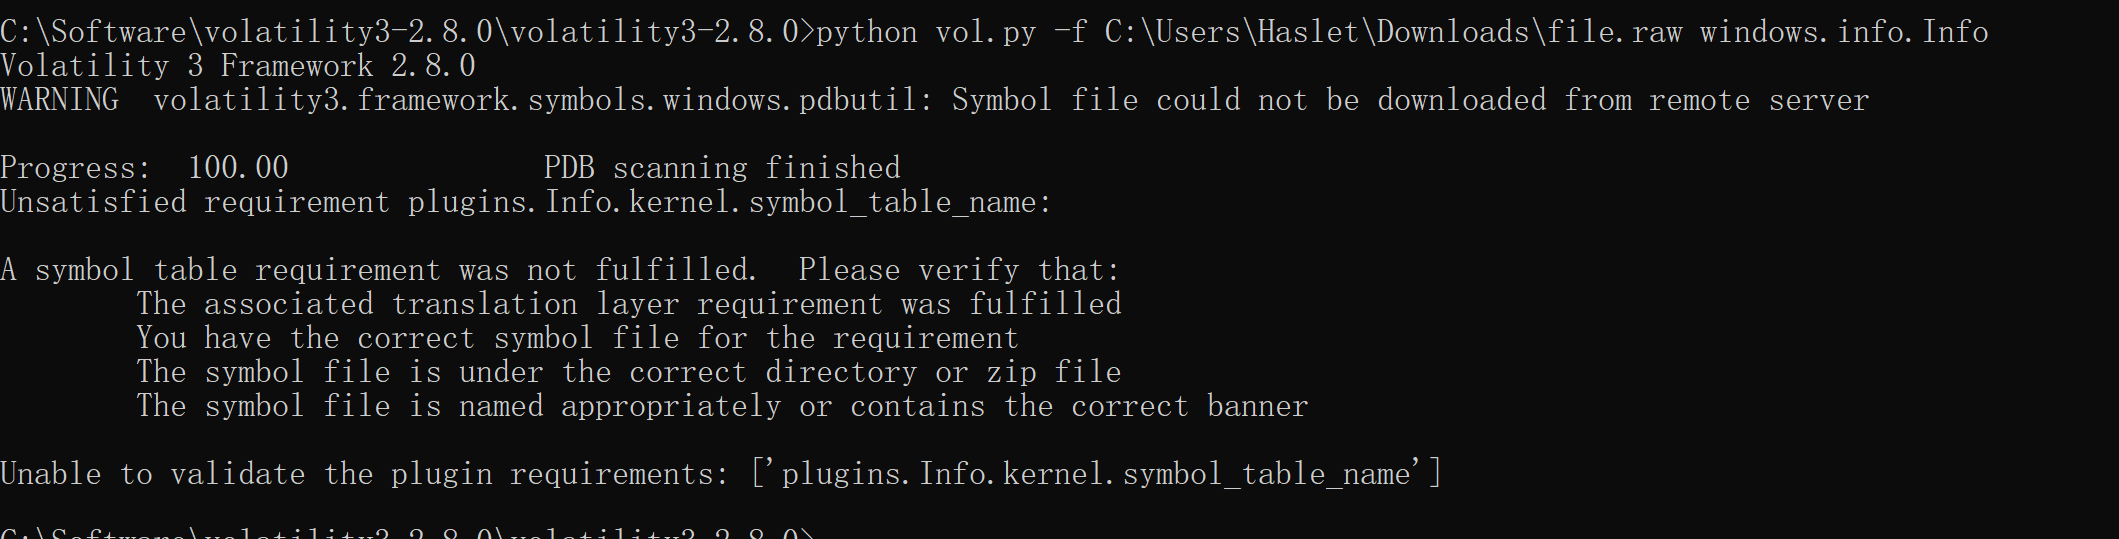 C:\Software\volatility3-2.8.0\volatility3-2.8.0>python vol.py -f C:\Users\Haslet\Downloads\file.raw windows.info.Info
Volatility 3 Framework 2.8.0
WARNING  volatility3.framework.symbols.windows.pdbutil: Symbol file could not be downloaded from remote server
Progress:  100.00               PDB scanning finished
Unsatisfied requirement plugins.Info.kernel.symbol_table_name:
A symbol table requirement was not fulfilled.  Please verify that:
        The associated translation layer requirement was fulfilled
        You have the correct symbol file for the requirement
        The symbol file is under the correct directory or zip file
        The symbol file is named appropriately or contains the correct banner
Unable to validate the plugin requirements: ['plugins.Info.kernel.symbol_table_name']
C:\Software\volatility3-2.8.0\volatility3-2.8.0>